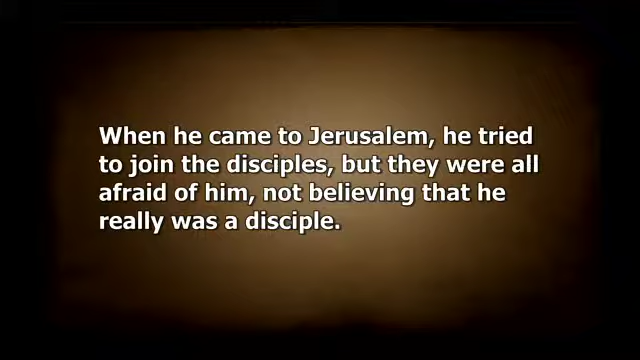 When he came to Jerusalem, he tried
to join the disciples, but they were all
afraid of him, not believing that he
really was a disciple.